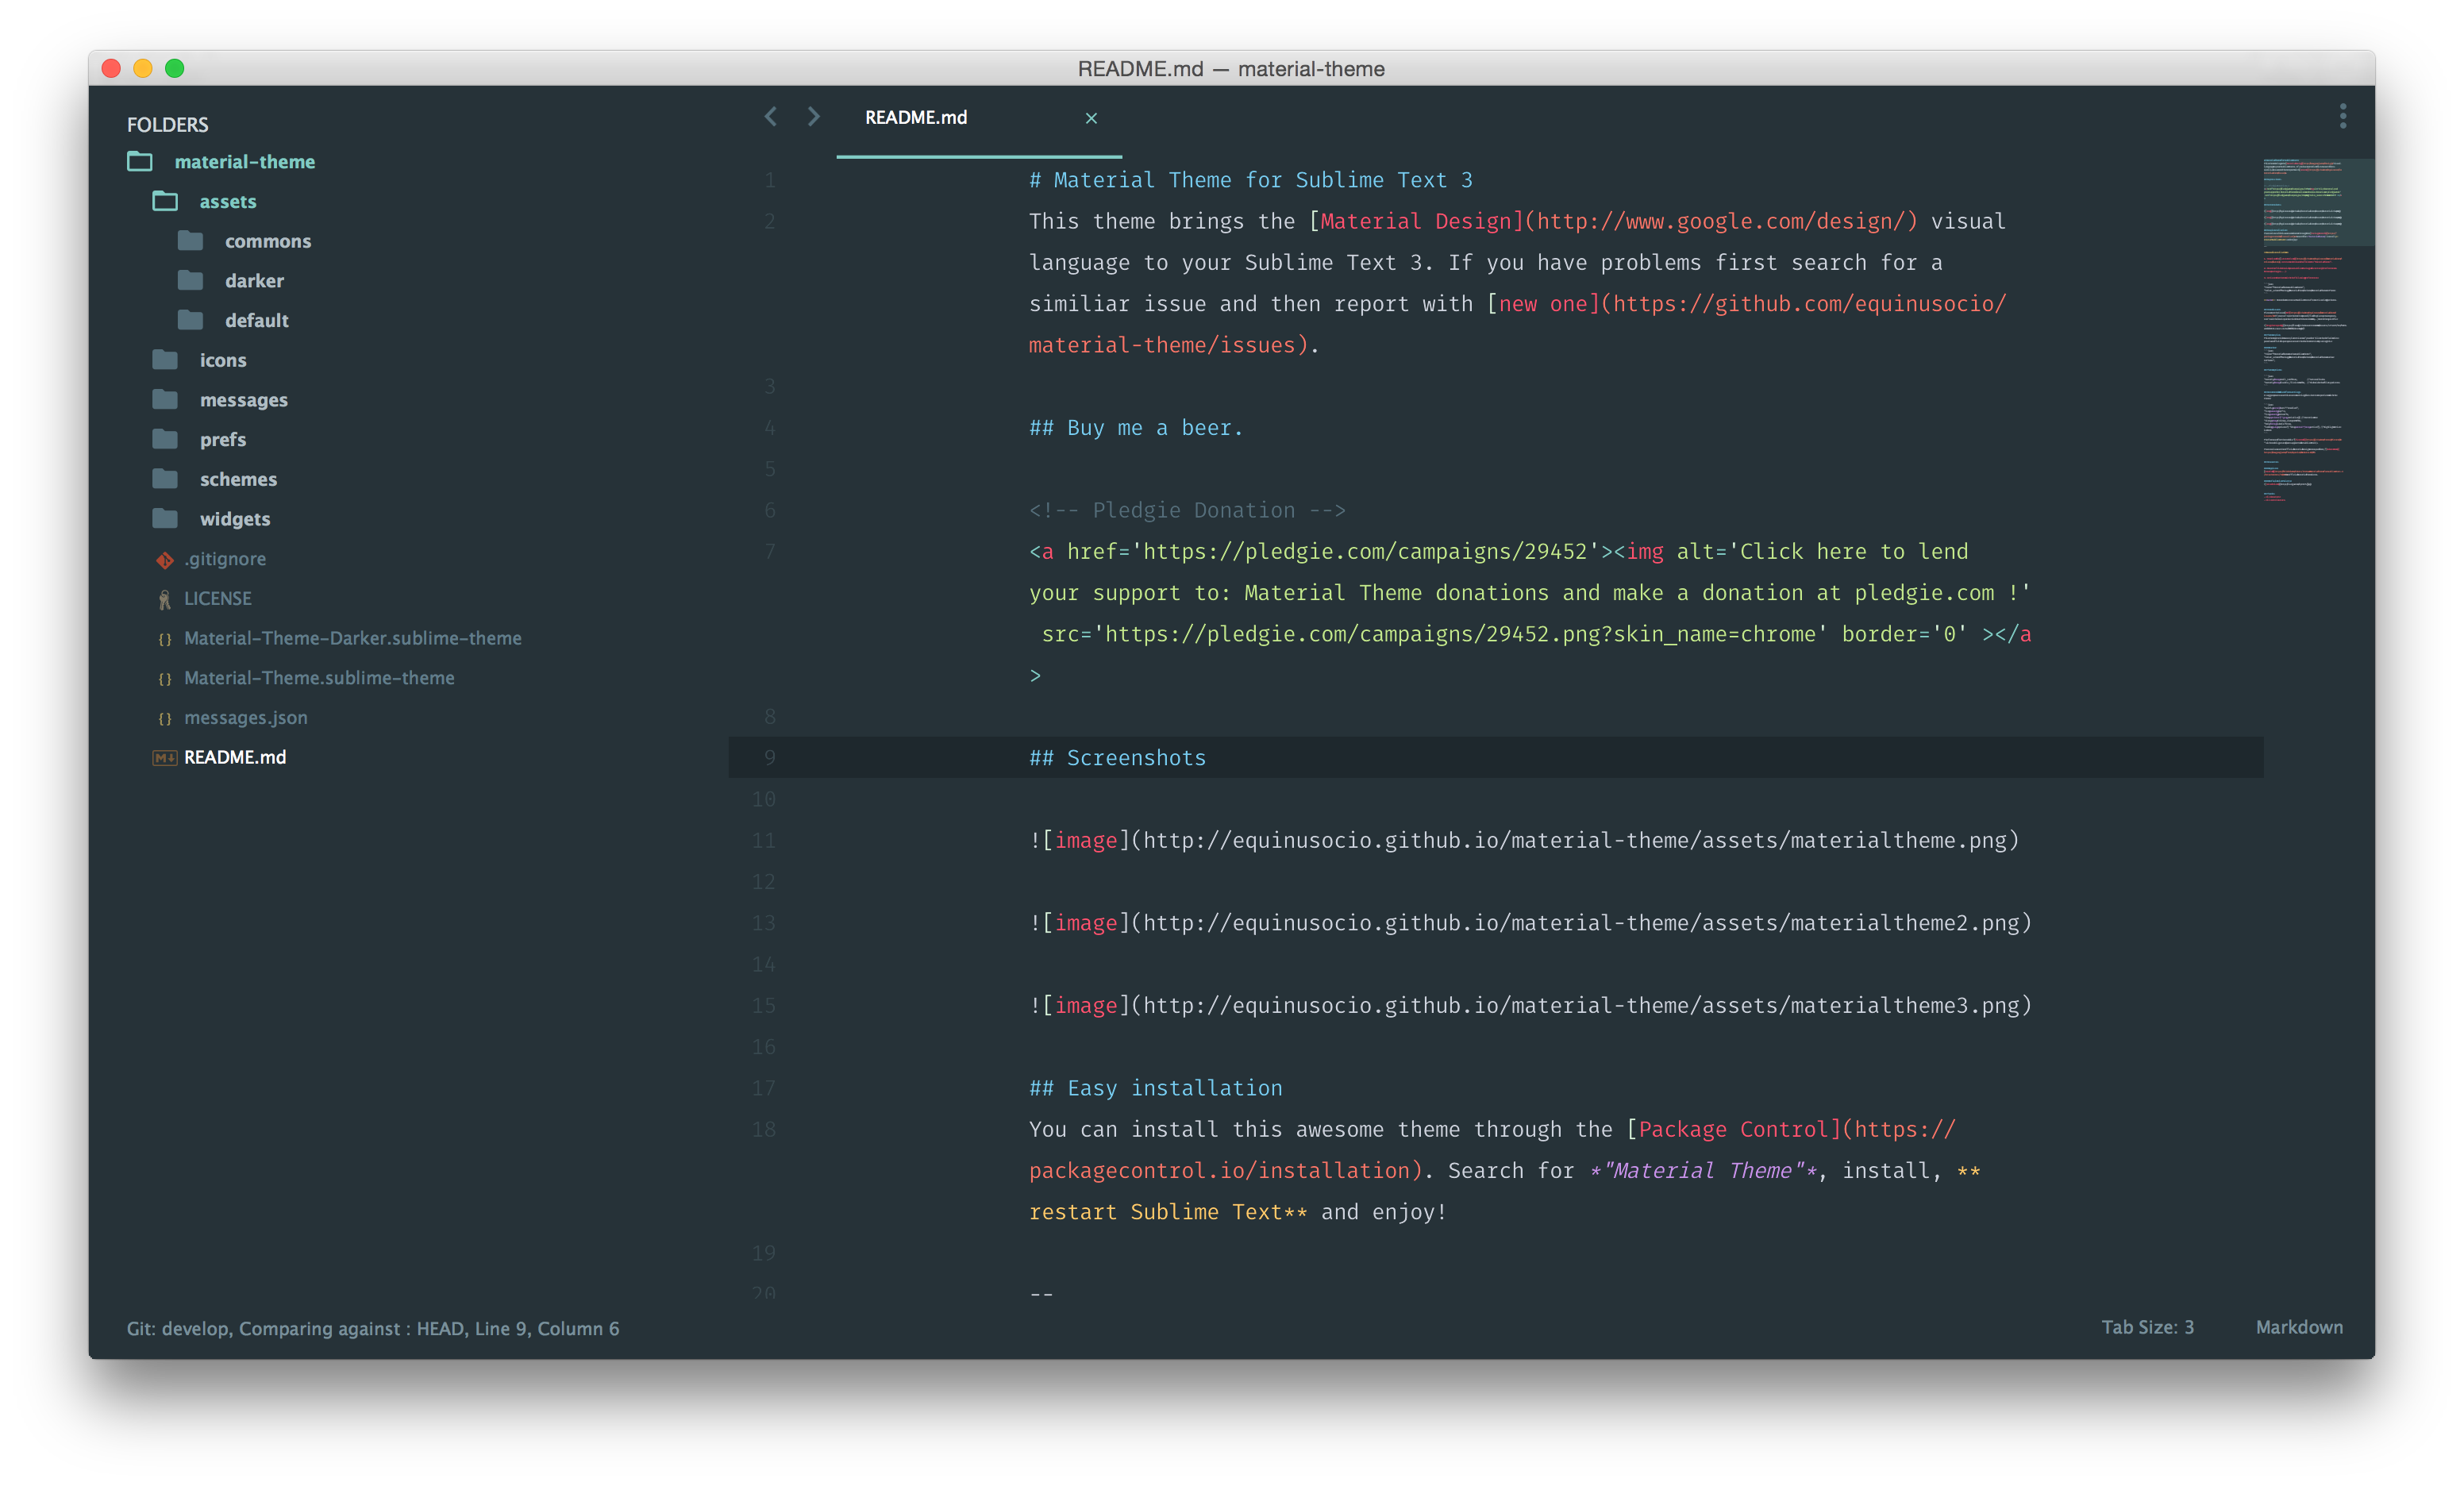 README.md — material-theme
FOLDERS
material-theme
assets
commons
darker
default
icons
messages
prefs
schemes
widgets
.gitignore
LICENSE
{} Material-Theme-Darker.sublime-theme
{} Material-Theme.sublime-theme
{} messages.json
M↓ README.md
README.md ×
1 # Material Theme for Sublime Text 3
2 This theme brings the [Material Design](http://www.google.com/design/) visual
language to your Sublime Text 3. If you have problems first search for a
similiar issue and then report with [new one](https://github.com/equinusocio/
material-theme/issues).
3
4 ## Buy me a beer.
5
6 <!-- Pledgie Donation -->
7 <a href='https://pledgie.com/campaigns/29452'><img alt='Click here to lend
your support to: Material Theme donations and make a donation at pledgie.com !'
src='https://pledgie.com/campaigns/29452.png?skin_name=chrome' border='0' ></a
>
8
9 ## Screenshots
10
11 ![image](http://equinusocio.github.io/material-theme/assets/materialtheme.png)
12
13 ![image](http://equinusocio.github.io/material-theme/assets/materialtheme2.png)
14
15 ![image](http://equinusocio.github.io/material-theme/assets/materialtheme3.png)
16
17 ## Easy installation
18 You can install this awesome theme through the [Package Control](https://
packagecontrol.io/installation). Search for *"Material Theme"*, install, **
restart Sublime Text** and enjoy!
19
20 --
Git: develop, Comparing against : HEAD, Line 9, Column 6
Tab Size: 3
Markdown